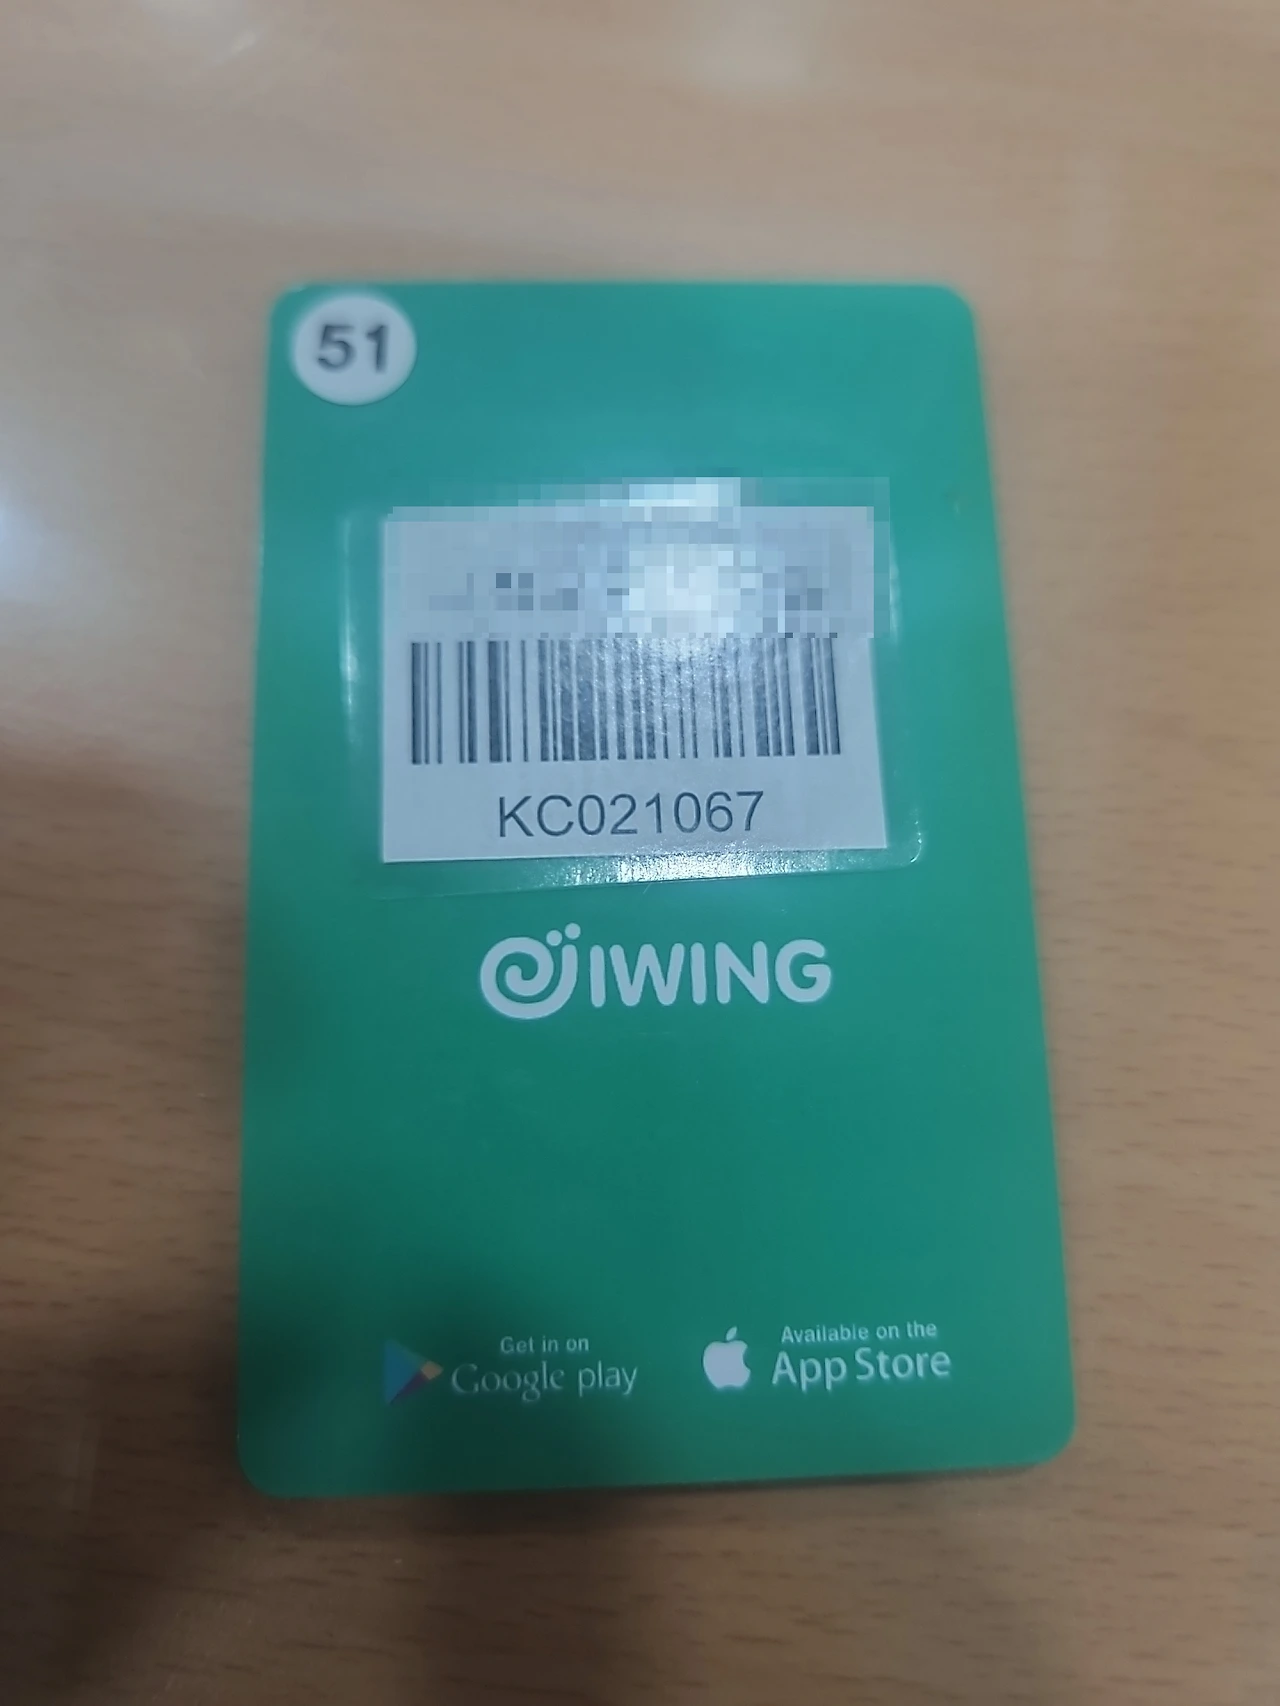 51
KC021067
iWING
Get in on
Google play
Available on the
App Store